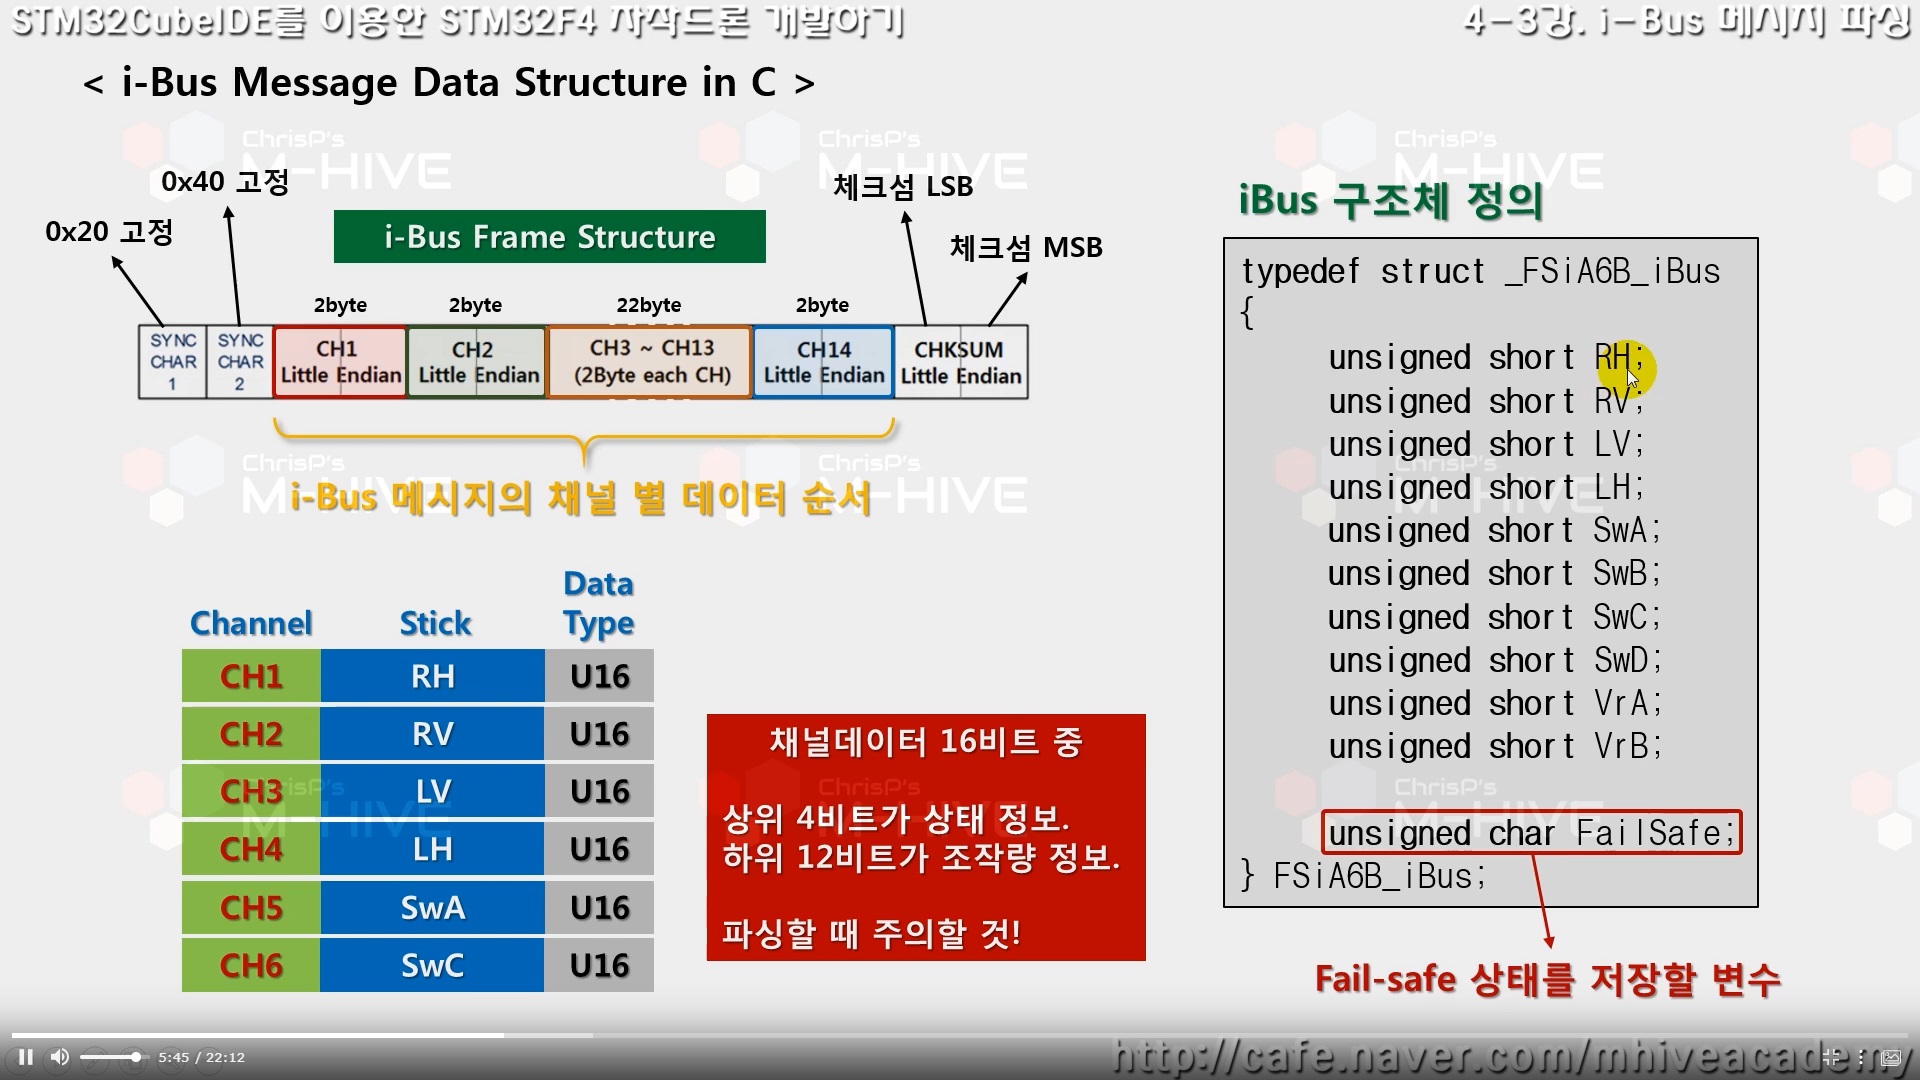 STM32CubeIDE를 이용한 STM32F4 자작드론 개발하기
4-3강. i-Bus 메시지 파싱
< i-Bus Message Data Structure in C >
ChrisP's
M-HIVE
ChrisP's
M-HIVE
ChrisP's
M-HIVE
0x40 고정
0x20 고정
i-Bus Frame Structure
체크섬 LSB
체크섬 MSB
2byte
2byte
22byte
2byte
SYNC CHAR 1
SYNC CHAR 2
CH1
Little Endian
CH2
Little Endian
CH3 ~ CH13
(2Byte each CH)
CH14
Little Endian
CHKSUM
Little Endian
ChrisP's
M-HIVE
ChrisP's
M-HIVE
i-Bus 메시지의 채널 별 데이터 순서
Channel
Stick
Data Type
CH1 RH U16
CH2 RV U16
CH3 LV U16
CH4 LH U16
CH5 SwA U16
CH6 SwC U16
채널데이터 16비트 중
상위 4비트가 상태 정보.
하위 12비트가 조작량 정보.
파싱할 때 주의할 것!
iBus 구조체 정의
typedef struct _FSiA6B_iBus
{
unsigned short RH;
unsigned short RV;
unsigned short LV;
unsigned short LH;
unsigned short SwA;
unsigned short SwB;
unsigned short SwC;
unsigned short SwD;
unsigned short VrA;
unsigned short VrB;
unsigned char FailSafe;
} FSiA6B_iBus;
Fail-safe 상태를 저장할 변수
5:45 / 22:12
http://cafe.naver.com/mhiveacademy